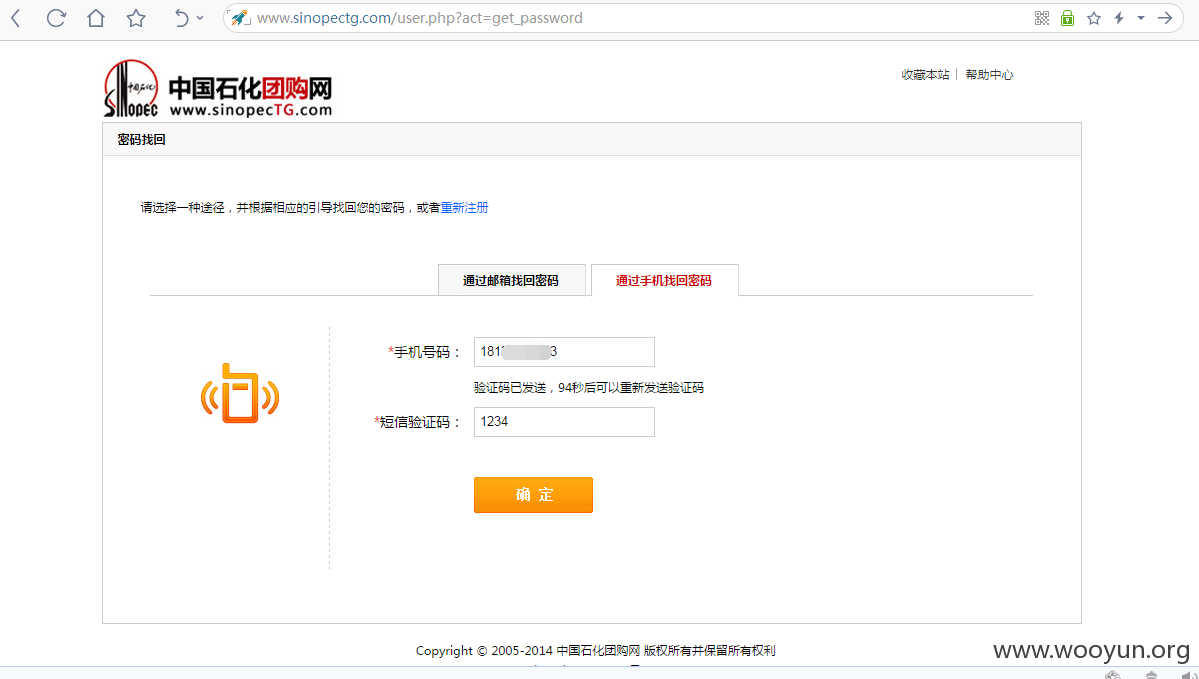 www.sinopectg.com/user.php?act=get_password
收藏本站 | 帮助中心
中国石化
SINOPEC
中国石化团购网
www.sinopecTG.com
密码找回
请选择一种途径，并根据相应的引导找回您的密码，或者重新注册
通过邮箱找回密码 通过手机找回密码
*手机号码： 181 3
验证码已发送，94秒后可以重新发送验证码
*短信验证码： 1234
确 定
Copyright © 2005-2014 中国石化团购网 版权所有并保留所有权利
www.wooyun.org